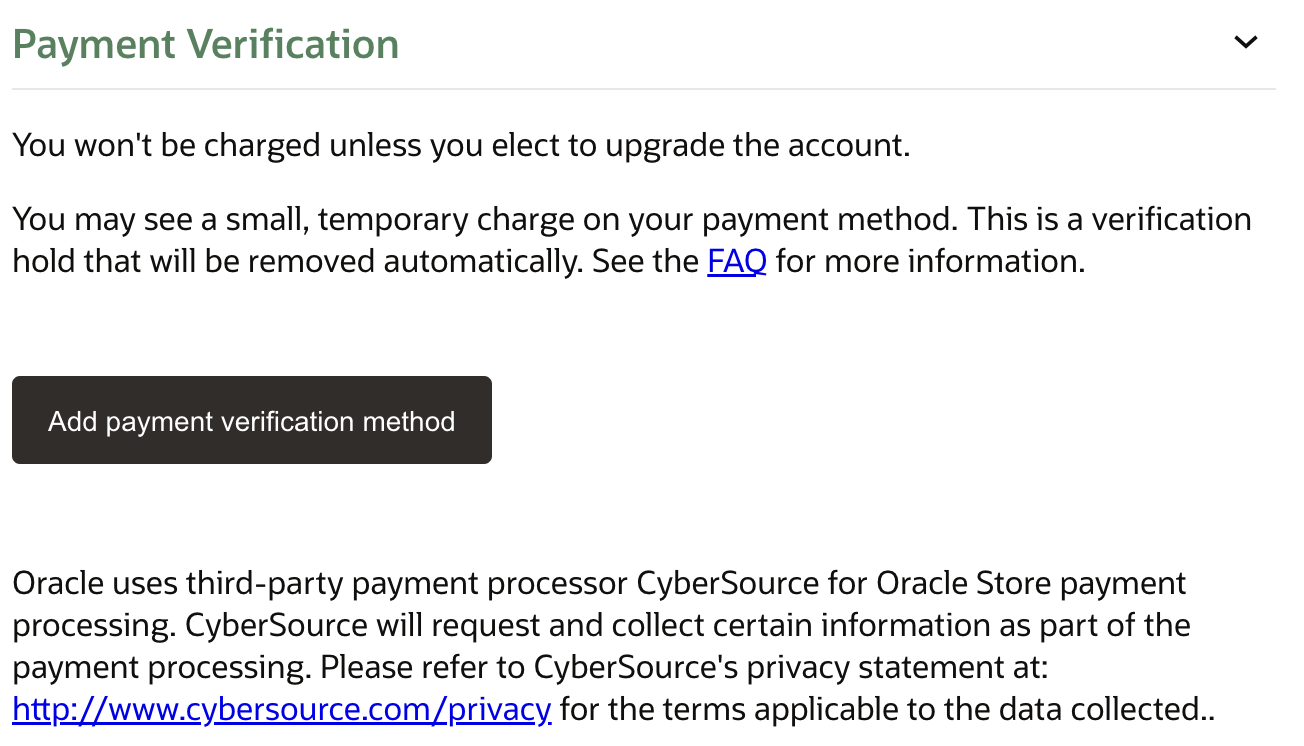 Payment Verification
You won't be charged unless you elect to upgrade the account.
You may see a small, temporary charge on your payment method. This is a verification
hold that will be removed automatically. See the FAQ for more information.
Add payment verification method
Oracle uses third-party payment processor CyberSource for Oracle Store payment
processing. CyberSource will request and collect certain information as part of the
payment processing. Please refer to CyberSource's privacy statement at:
http://www.cybersource.com/privacy for the terms applicable to the data collected..